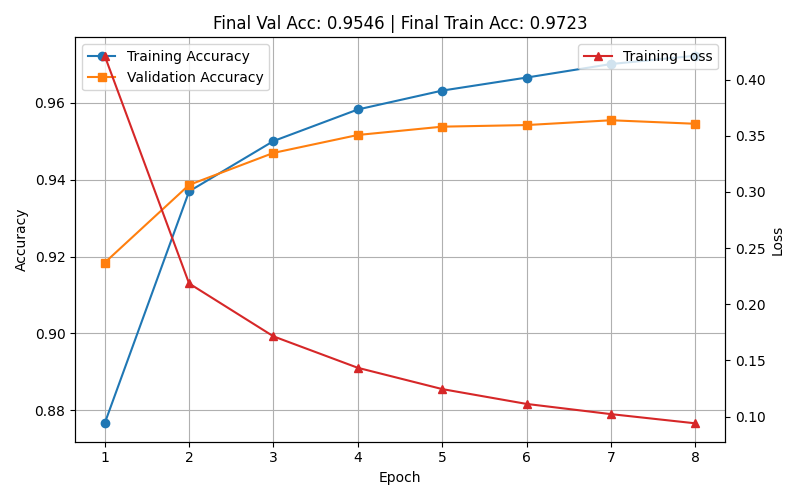 Final Val Acc: 0.9546 | Final Train Acc: 0.9723
Training Accuracy
Validation Accuracy
Training Loss
0.96
0.94
0.92
0.90
0.88
Accuracy
0.40
0.35
0.30
0.25
0.20
0.15
0.10
Loss
1 2 3 4 5 6 7 8
Epoch